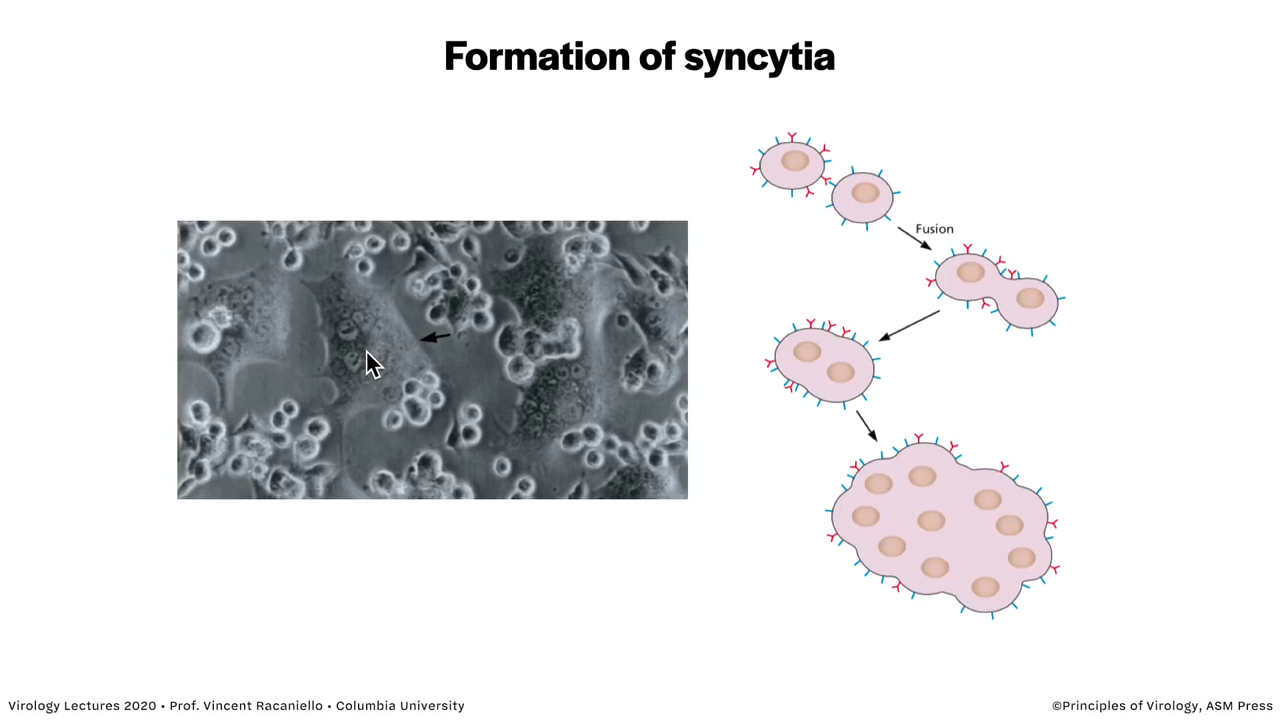 Formation of syncytia
Fusion
Virology Lectures 2020 • Prof. Vincent Racaniello • Columbia University
©Principles of Virology, ASM Press